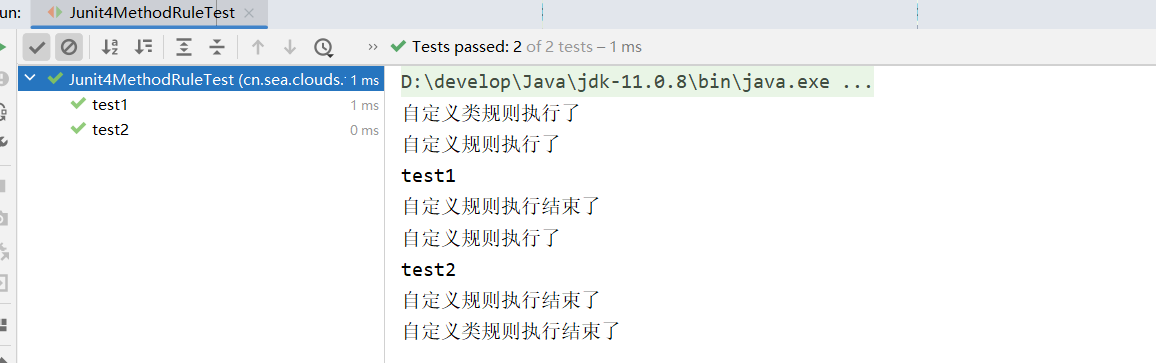 un:
Junit4MethodRuleTest
Tests passed: 2 of 2 tests – 1 ms
Junit4MethodRuleTest (cn.sea.clouds. 1 ms
test1 1 ms
test2 0 ms
D:\develop\Java\jdk-11.0.8\bin\java.exe ...
自定义类规则执行了
自定义规则执行了
test1
自定义规则执行结束了
自定义规则执行了
test2
自定义规则执行结束了
自定义类规则执行结束了